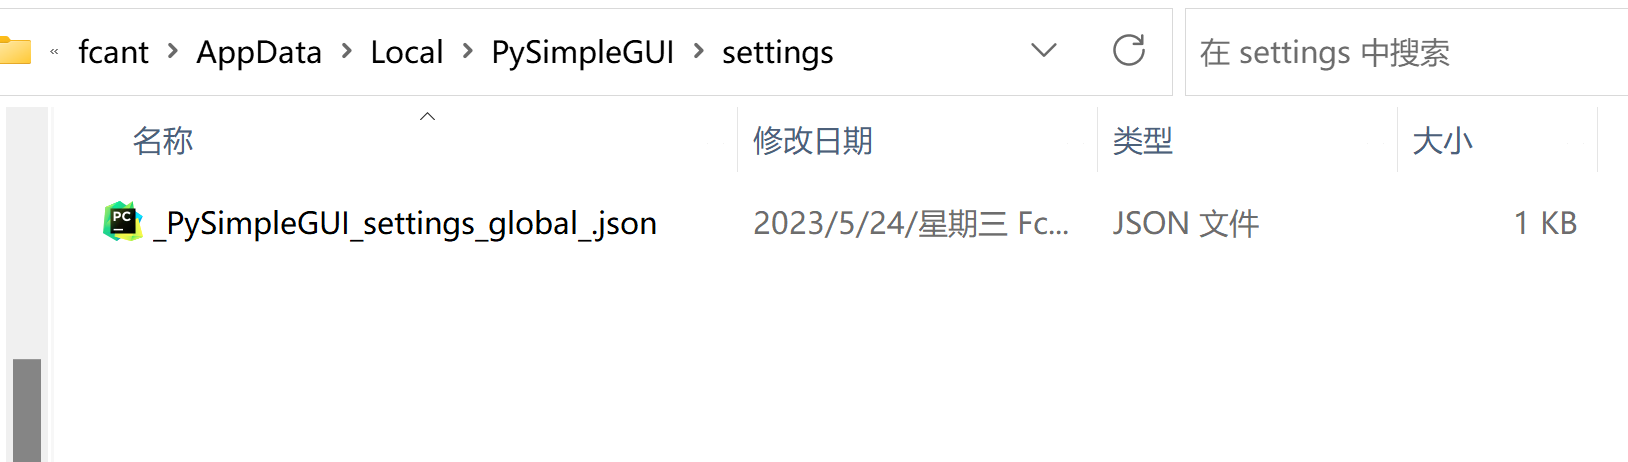 « fcant > AppData > Local > PySimpleGUI > settings 在 settings 中搜索
名称 修改日期 类型 大小
PC _PySimpleGUI_settings_global_.json 2023/5/24/星期三 Fc... JSON 文件 1 KB